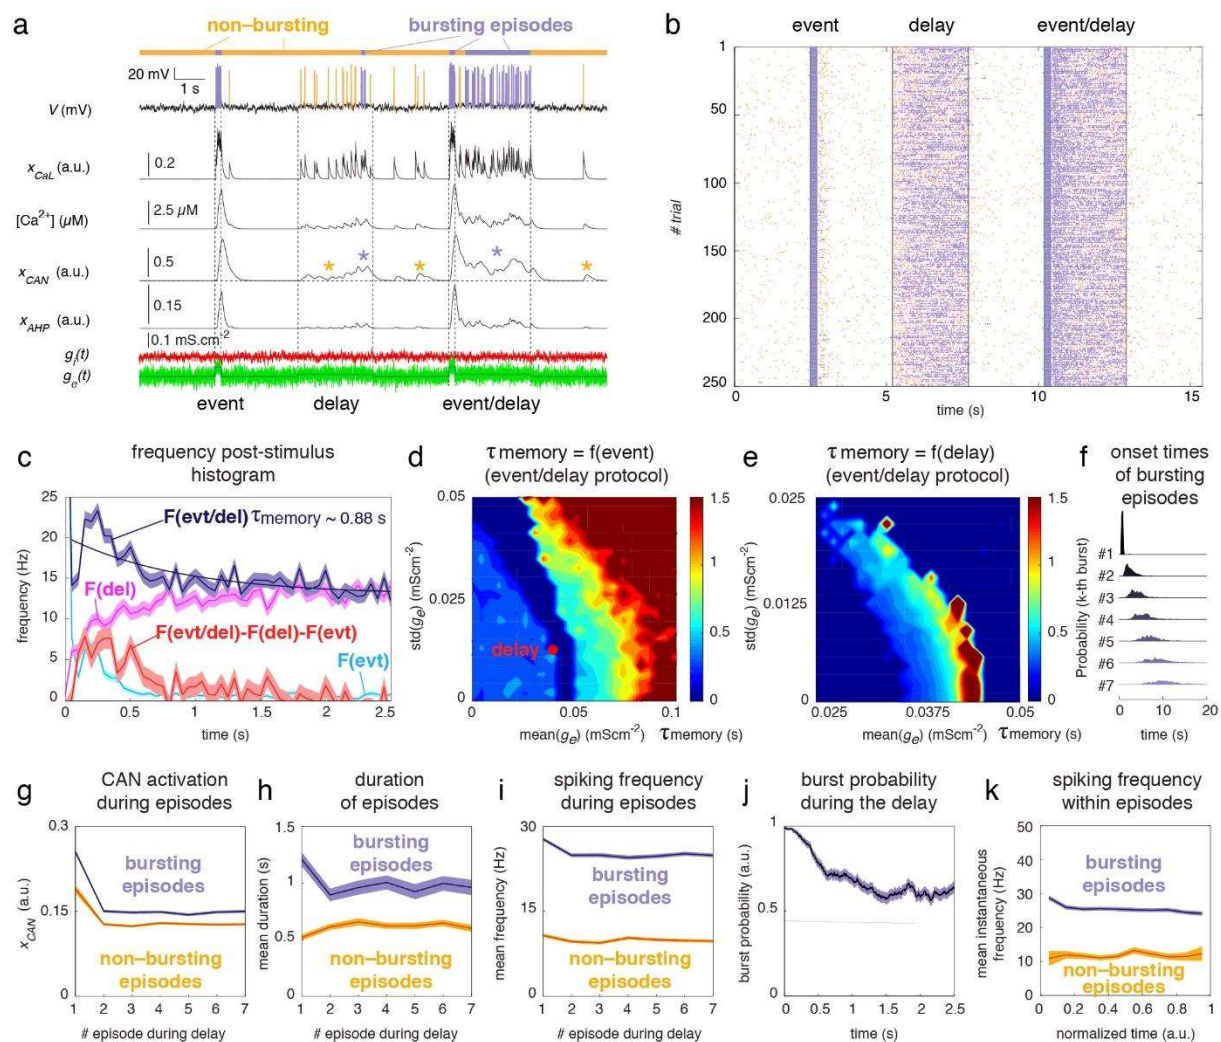 a
non–bursting
bursting episodes
20 mV
1 s
V (mV)
x_CaL (a.u.)
0.2
[Ca2+] (µM)
2.5 µM
x_CAN (a.u.)
0.5
* * * * *
x_AHP (a.u.)
0.15
0.1 mS.cm-2
g_i(t)
g_e(t)
event delay event/delay
b
event delay event/delay
1
50
100
150
200
250
# trial
0 5 10 15
time (s)
c
frequency post-stimulus
histogram
25
20
15
10
5
0
frequency (Hz)
F(evt/del) τmemory ~ 0.88 s
F(del)
F(evt/del)-F(del)-F(evt)
F(evt)
0 0.5 1 1.5 2 2.5
time (s)
d
τ memory = f(event)
(event/delay protocol)
0.05
0.025
0
std(g_e) (mScm-2)
delay
0 0.05 0.1
mean(g_e) (mScm-2)
1.5
1
0.5
0
τmemory (s)
e
τ memory = f(delay)
(event/delay protocol)
0.025
0.0125
0
std(g_e) (mScm-2)
0.025 0.0375 0.05
mean(g_e) (mScm-2)
1.5
1
0.5
0
τmemory (s)
f
onset times
of bursting
episodes
Probability (k-th burst)
#1
#2
#3
#4
#5
#6
#7
0 10 20
time (s)
g
CAN activation
during episodes
0.3
0.15
0
x_CAN (a.u.)
bursting
episodes
non–bursting
episodes
1 2 3 4 5 6 7
# episode during delay
h
duration
of episodes
1.5
1
0.5
0
mean duration (s)
bursting
episodes
non–bursting
episodes
1 2 3 4 5 6 7
# episode during delay
i
spiking frequency
during episodes
30
15
0
mean frequency (Hz)
bursting
episodes
non–bursting
episodes
1 2 3 4 5 6 7
# episode during delay
j
burst probability
during the delay
1
0.5
0
burst probability (a.u.)
0 0.5 1 1.5 2 2.5
time (s)
k
spiking frequency
within episodes
50
40
30
20
10
0
mean instantaneous
frequency (Hz)
bursting
episodes
non–bursting
episodes
0 0.2 0.4 0.6 0.8 1
normalized time (a.u.)